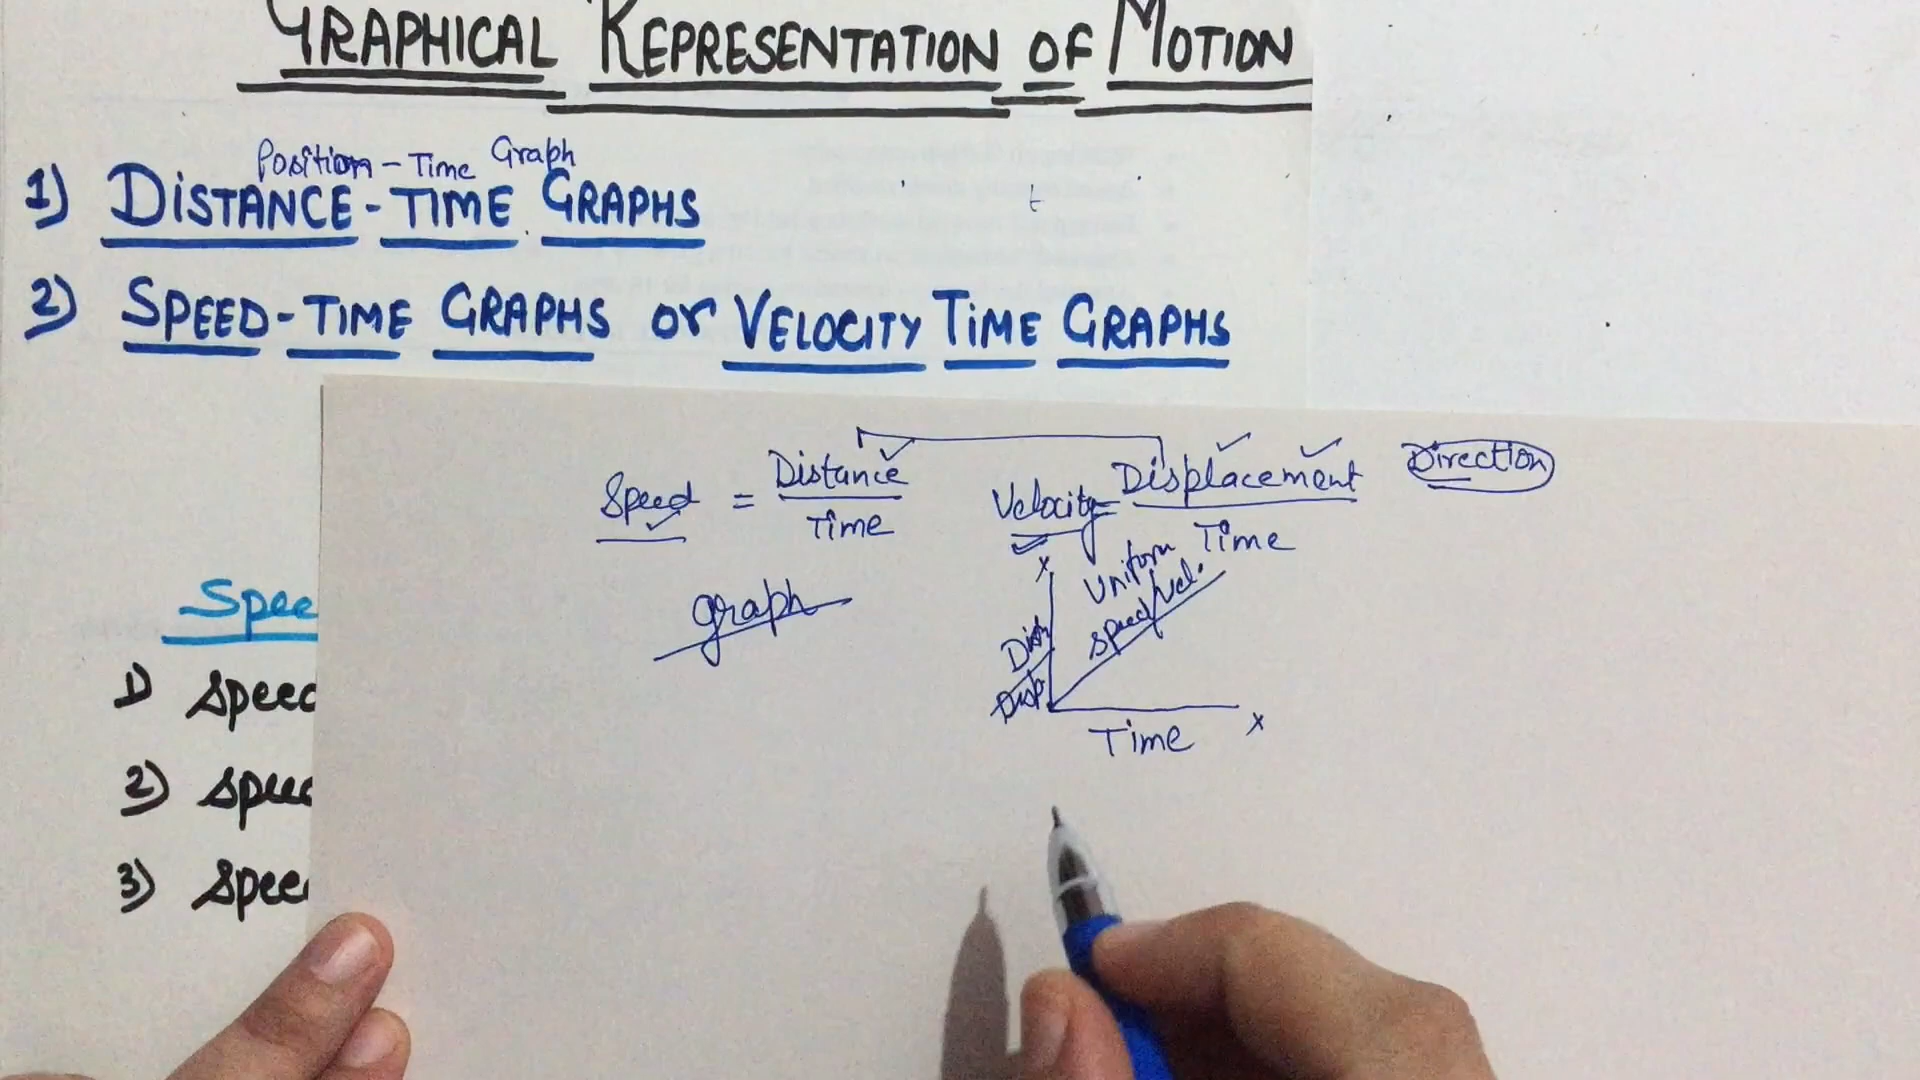 GRAPHICAL REPRESENTATION OF MOTION
Position - Time Graph
1) DISTANCE - TIME GRAPHS
t
2) SPEED - TIME GRAPHS or VELOCITY TIME GRAPHS
Speed = Distance / Time
Velocity = Displacement / Time
Direction
graph
Uniform
speed/vel.
Dist
Disp
x
Time
x
Spee
1) speed
2) speed
3) speed